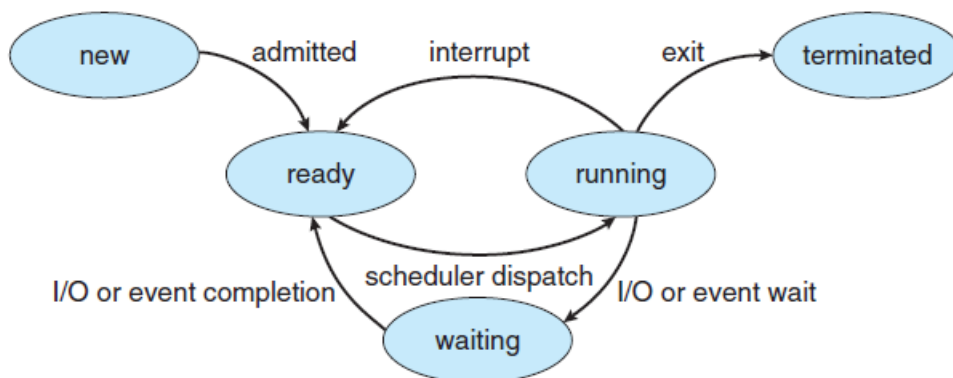 new
admitted
interrupt
exit
terminated
ready
running
I/O or event completion
scheduler dispatch
I/O or event wait
waiting